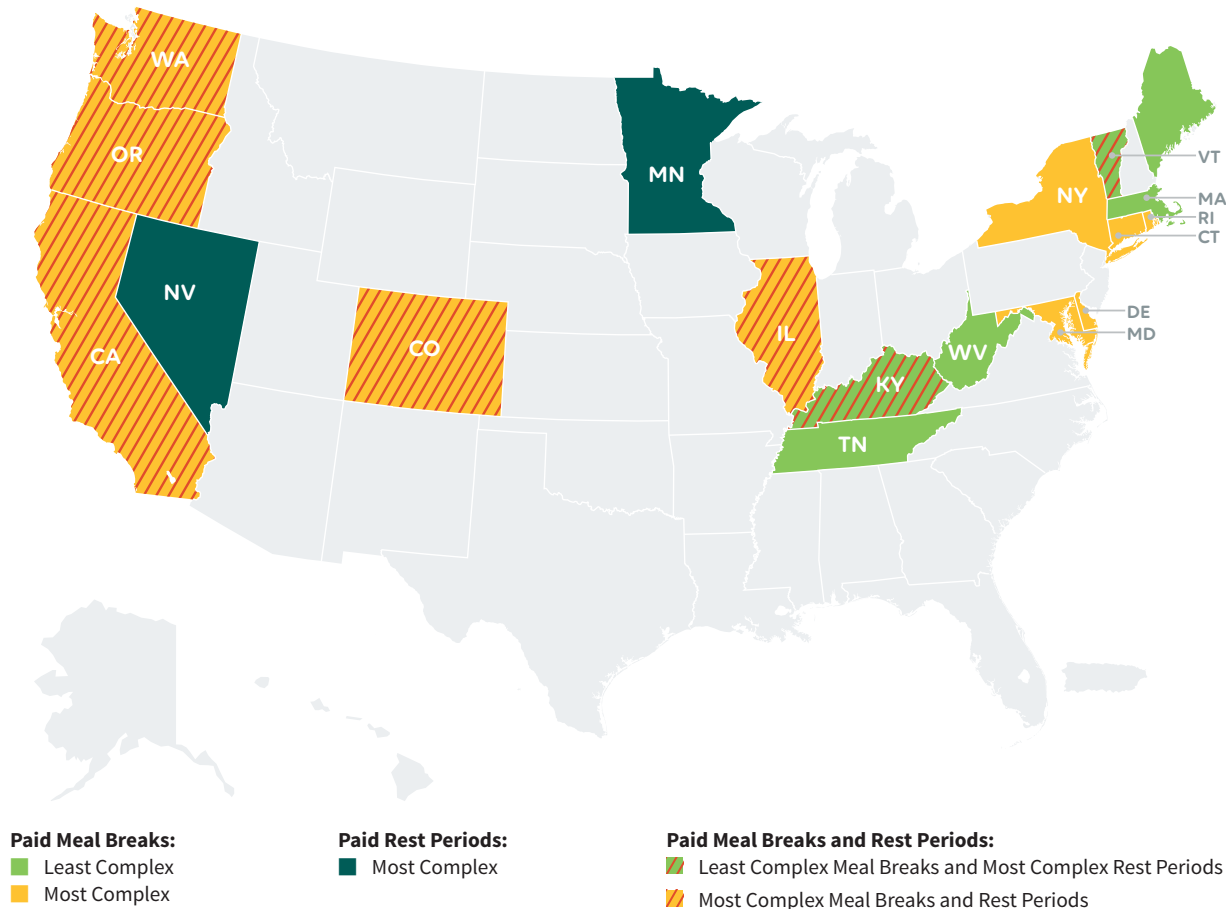 WA
OR
MN
VT
NY
MA
RI
CT
NV
DE
MD
IL
CO
WV
CA
KY
TN
Paid Meal Breaks:
Least Complex
Most Complex
Paid Rest Periods:
Most Complex
Paid Meal Breaks and Rest Periods:
Least Complex Meal Breaks and Most Complex Rest Periods
Most Complex Meal Breaks and Rest Periods